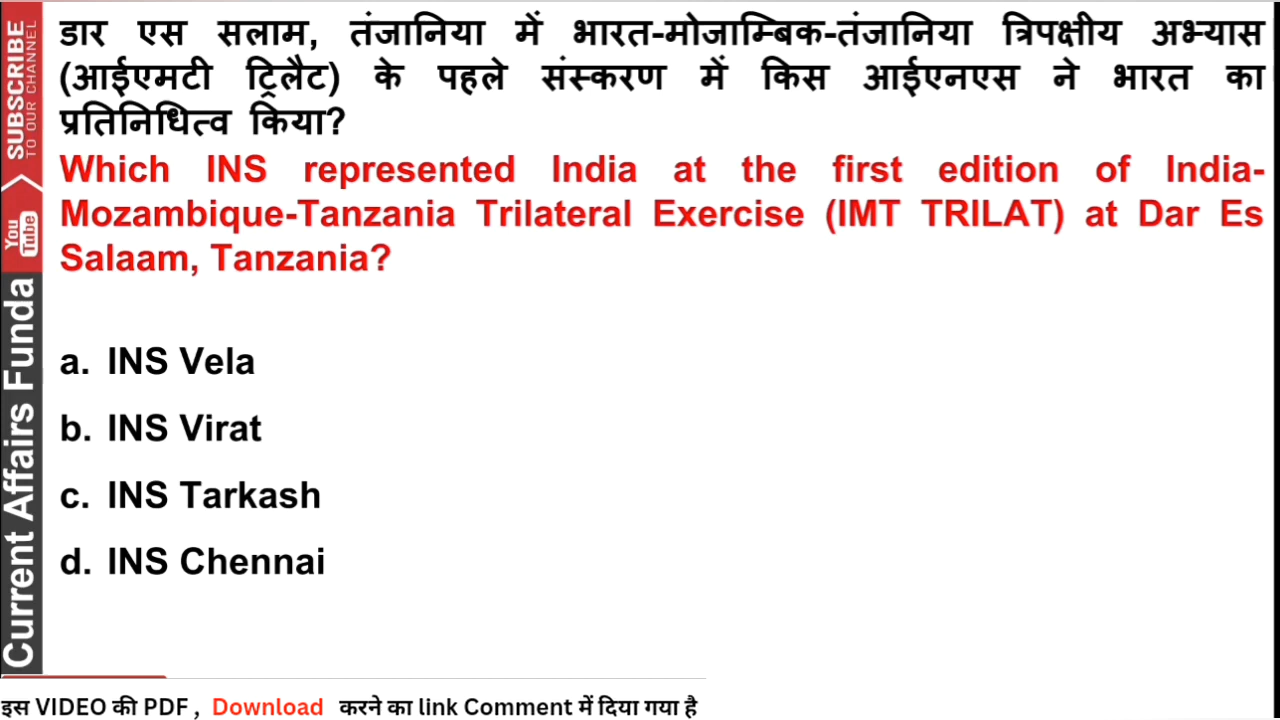 डार एस सलाम, तंजानिया में भारत-मोजाम्बिक-तंजानिया त्रिपक्षीय अभ्यास
(आईएमटी ट्रिलैट) के पहले संस्करण में किस आईएनएस ने भारत का
प्रतिनिधित्व किया?
Which INS represented India at the first edition of India-
Mozambique-Tanzania Trilateral Exercise (IMT TRILAT) at Dar Es
Salaam, Tanzania?
a. INS Vela
b. INS Virat
c. INS Tarkash
d. INS Chennai
SUBSCRIBE
TO OUR CHANNEL
You
Tube
Current Affairs Funda
इस VIDEO की PDF , Download करने का link Comment में दिया गया है